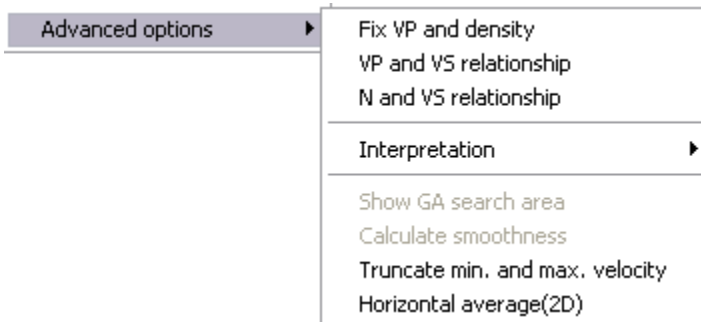 Advanced options
Fix VP and density
VP and VS relationship
N and VS relationship
Interpretation
Show GA search area
Calculate smoothness
Truncate min. and max. velocity
Horizontal average(2D)